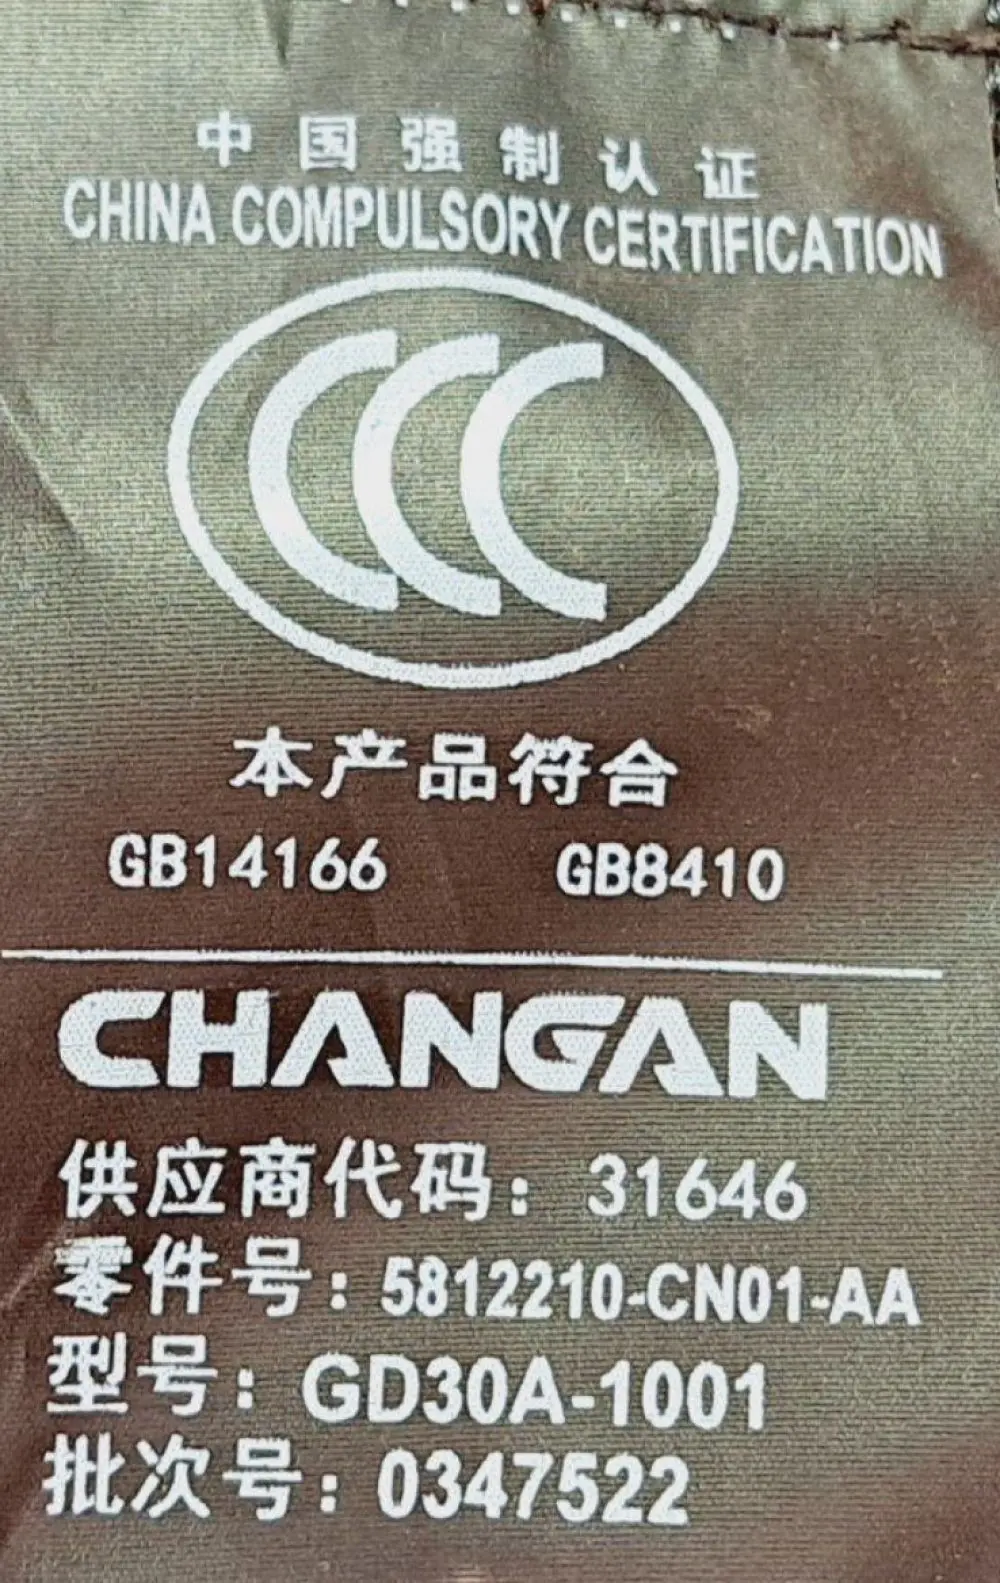 中国强制认证
CHINA COMPULSORY CERTIFICATION
CCC
本产品符合
GB14166 GB8410
CHANGAN
供应商代码：31646
零件号：5812210-CN01-AA
型号：GD30A-1001
批次号：0347522